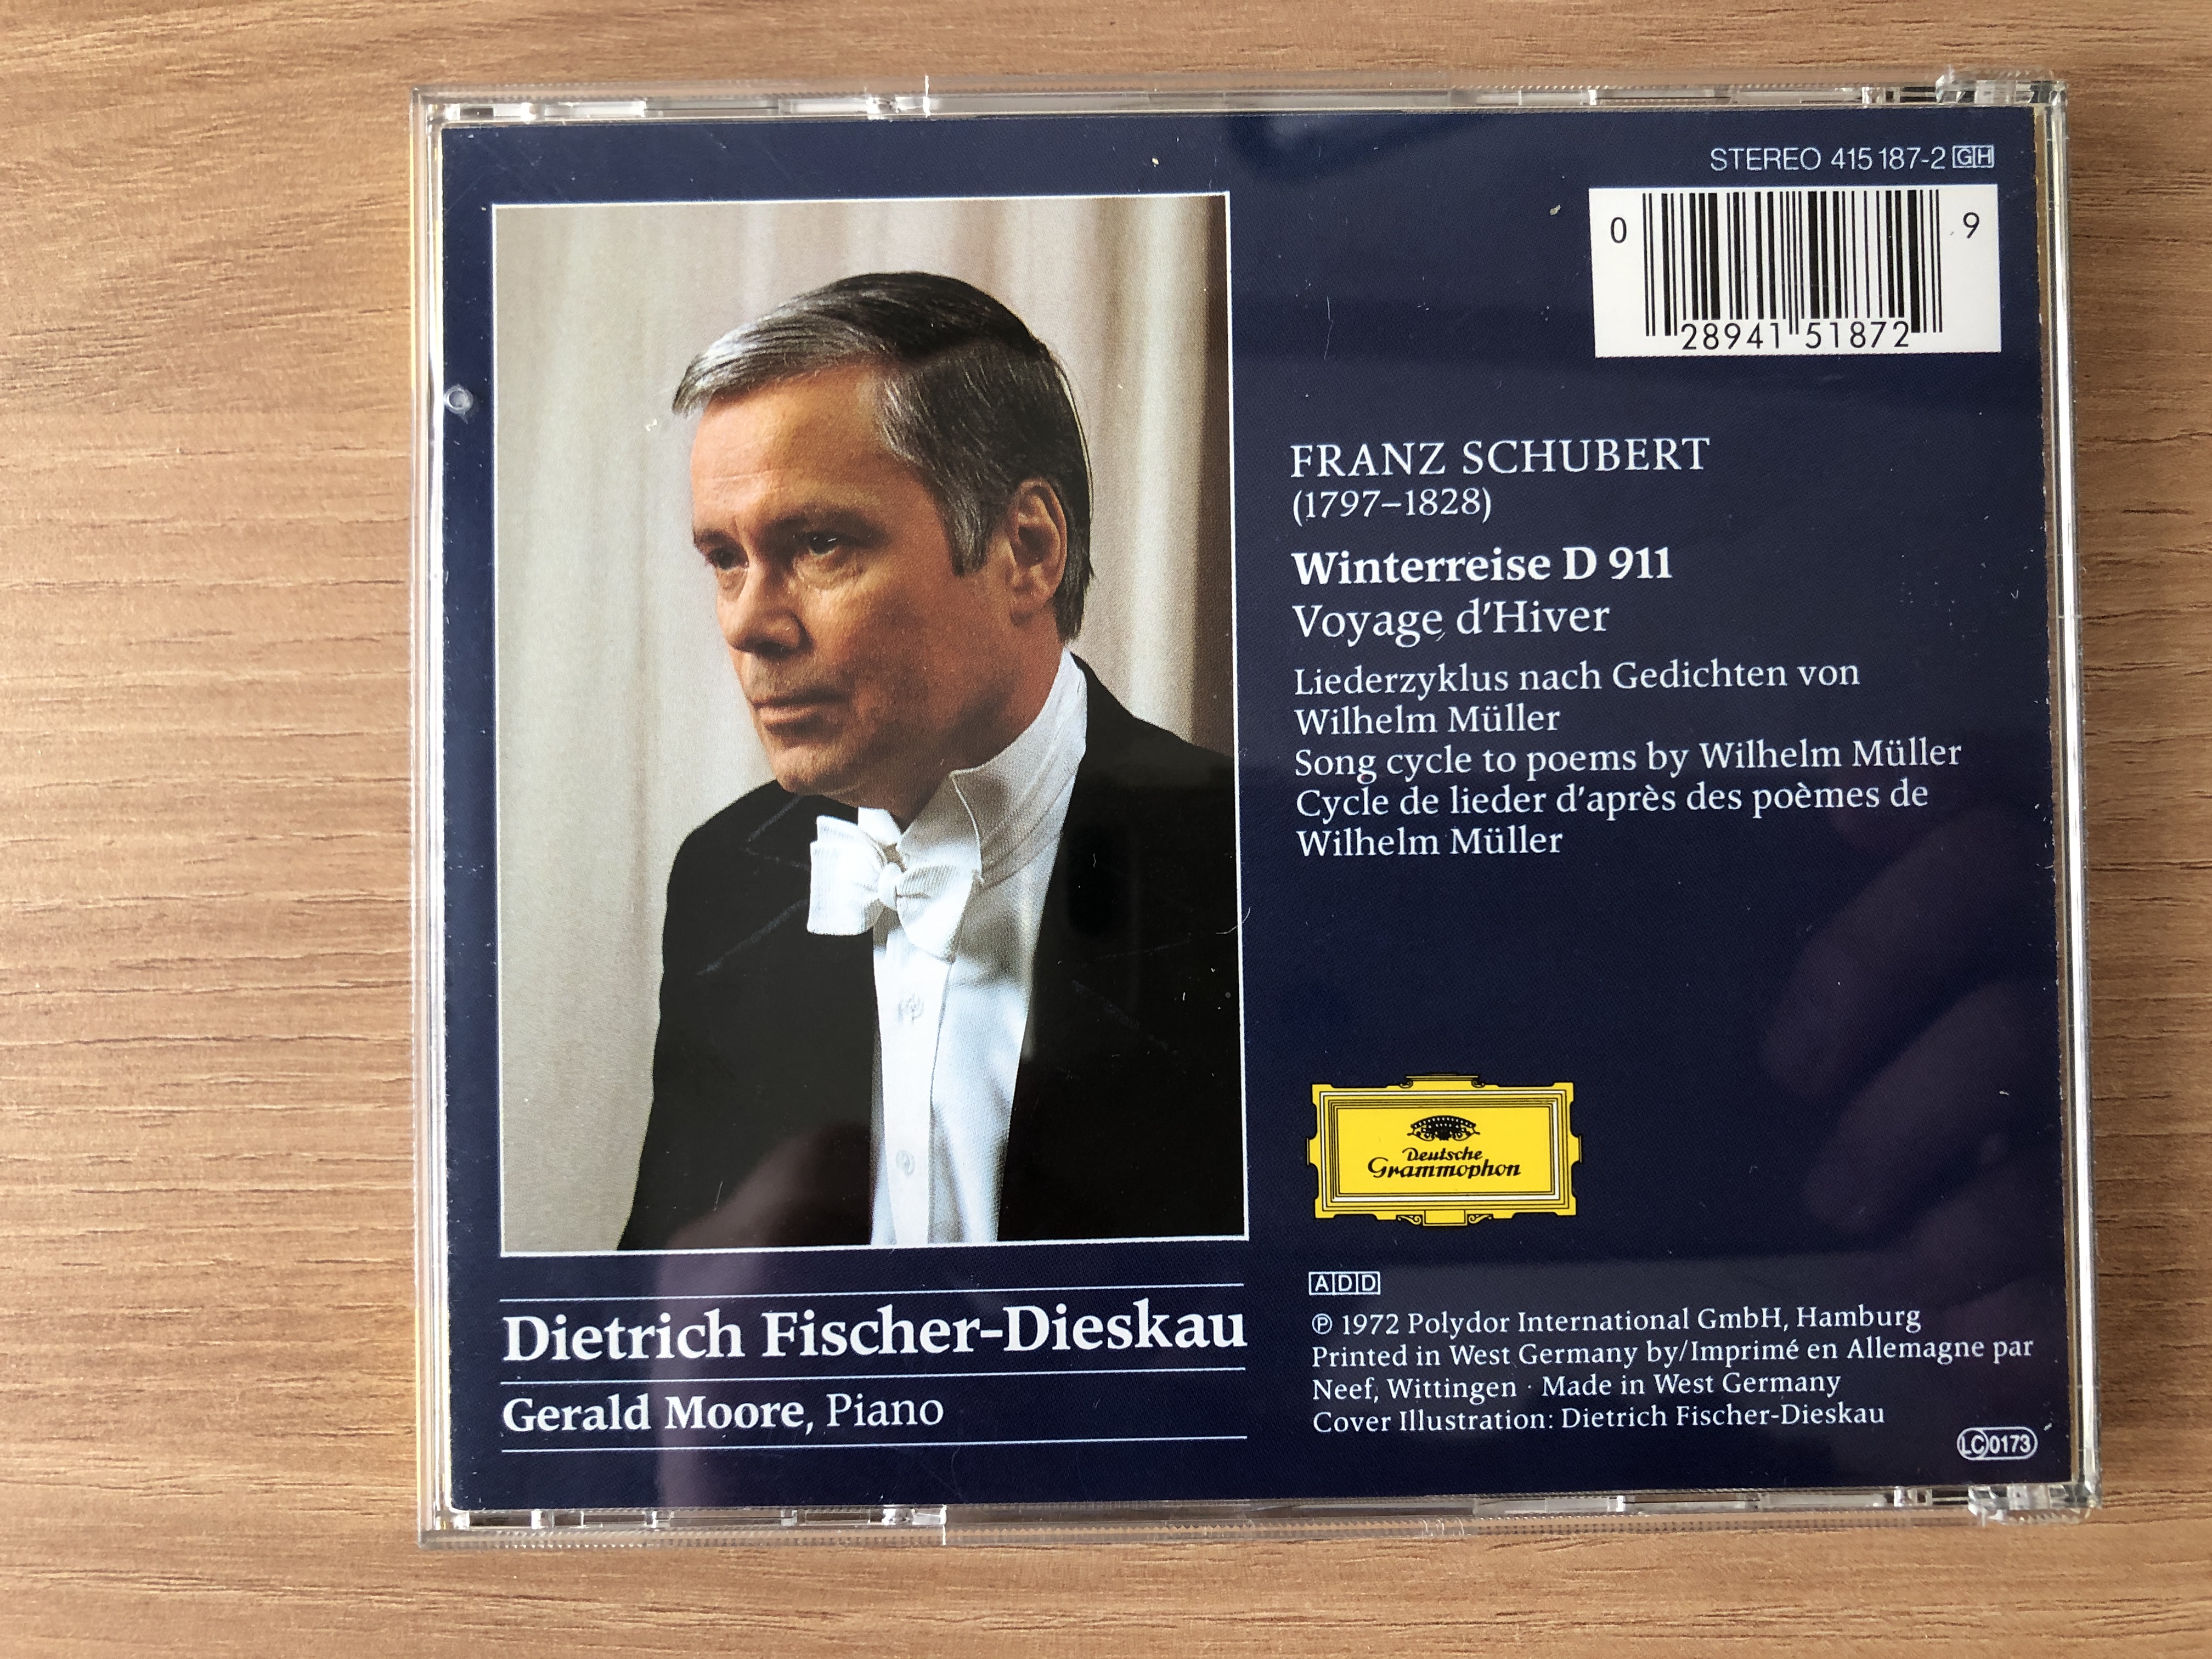 STEREO 415 187-2 GH
0 28941 51872 9
FRANZ SCHUBERT
(1797–1828)
Winterreise D 911
Voyage d'Hiver
Liederzyklus nach Gedichten von
Wilhelm Müller
Song cycle to poems by Wilhelm Müller
Cycle de lieder d'après des poèmes de
Wilhelm Müller
Deutsche
Grammophon
Dietrich Fischer-Dieskau
Gerald Moore, Piano
ADD
℗ 1972 Polydor International GmbH, Hamburg
Printed in West Germany by/Imprimé en Allemagne par
Neef, Wittingen · Made in West Germany
Cover Illustration: Dietrich Fischer-Dieskau
LC 0173